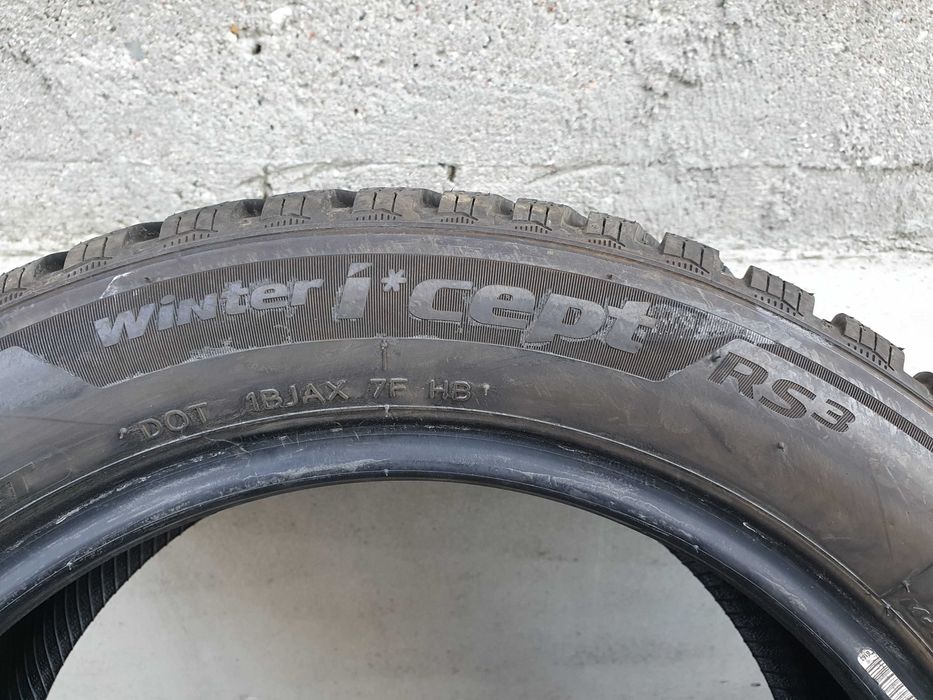 winter i*cept
RS3
DOT 1BJAX 7F HB